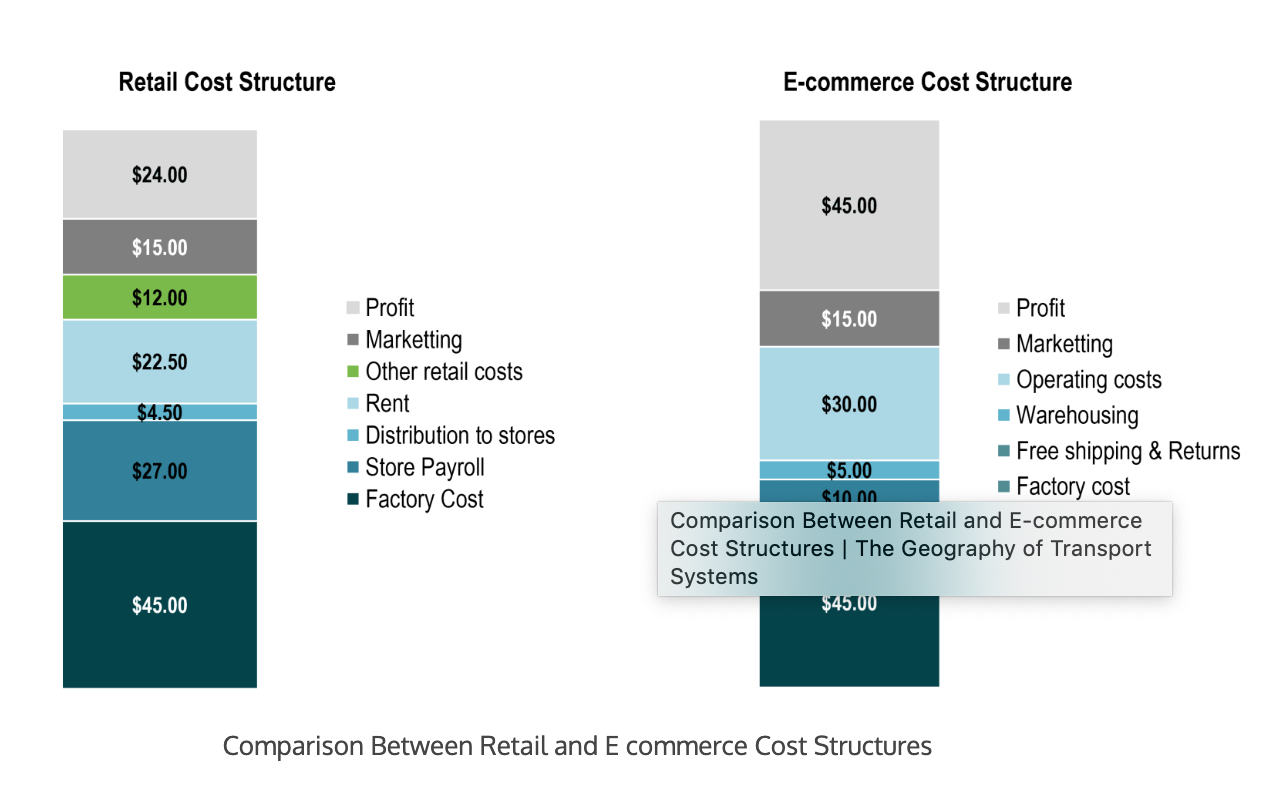 Retail Cost Structure
$24.00
$15.00
$12.00
$22.50
$4.50
$27.00
$45.00
Profit
Marketting
Other retail costs
Rent
Distribution to stores
Store Payroll
Factory Cost
E-commerce Cost Structure
$45.00
$15.00
$30.00
$5.00
$10.00
$45.00
Profit
Marketting
Operating costs
Warehousing
Free shipping & Returns
Factory cost
Comparison Between Retail and E-commerce
Cost Structures | The Geography of Transport
Systems
Comparison Between Retail and E commerce Cost Structures